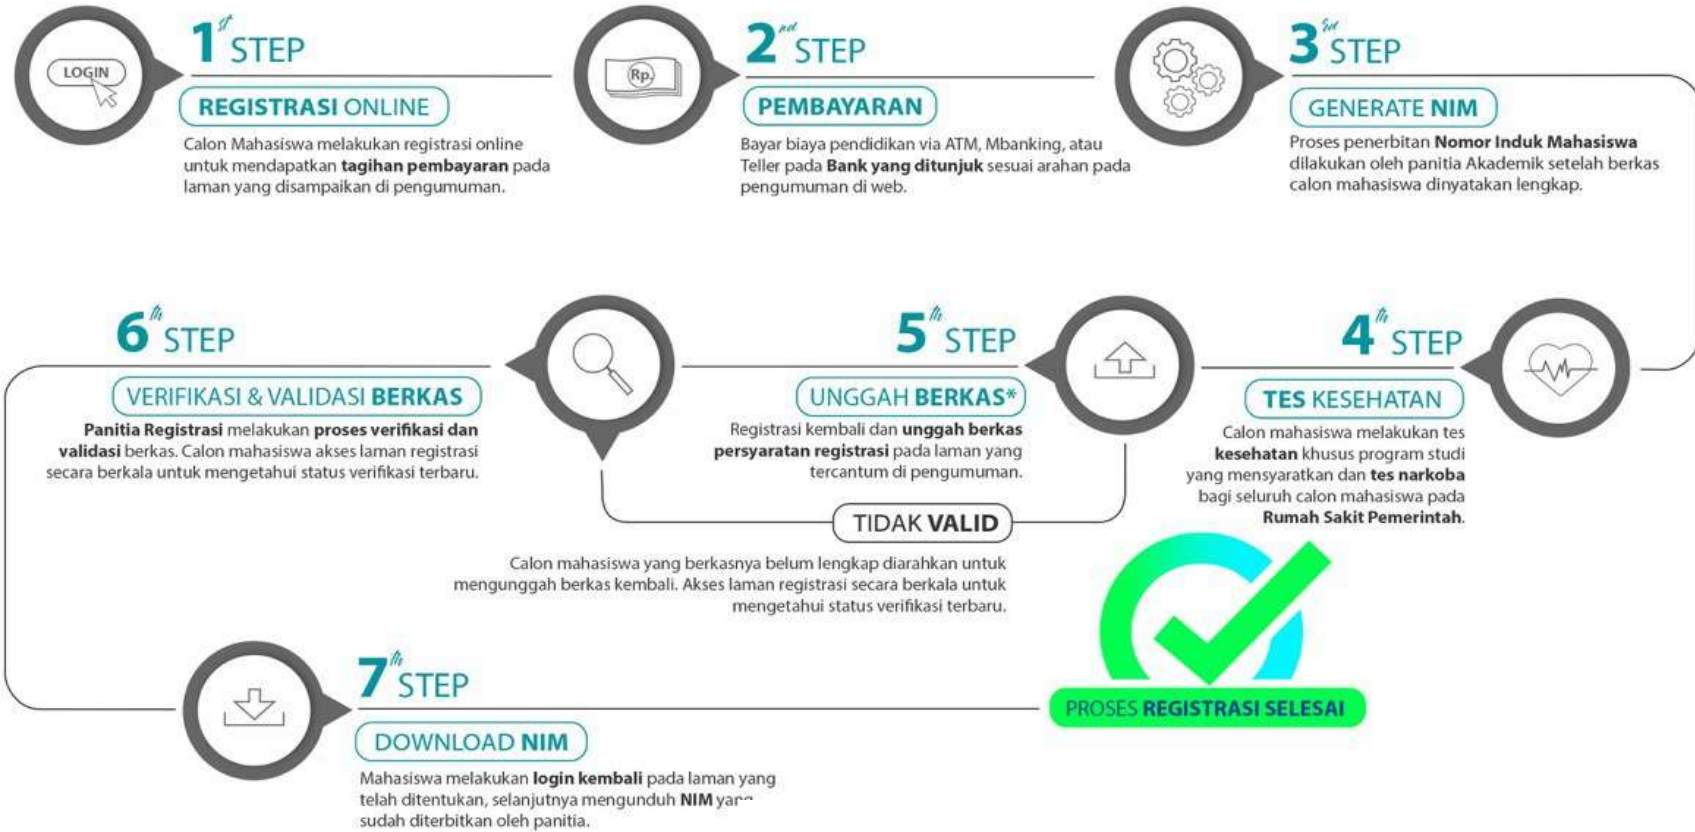 1st STEP
LOGIN
REGISTRASI ONLINE
Calon Mahasiswa melakukan registrasi online
untuk mendapatkan tagihan pembayaran pada
laman yang disampaikan di pengumuman.
2nd STEP
Rp.
PEMBAYARAN
Bayar biaya pendidikan via ATM, Mbanking, atau
Teller pada Bank yang ditunjuk sesuai arahan pada
pengumuman di web.
3rd STEP
GENERATE NIM
Proses penerbitan Nomor Induk Mahasiswa
dilakukan oleh panitia Akademik setelah berkas
calon mahasiswa dinyatakan lengkap.
4th STEP
TES KESEHATAN
Calon mahasiswa melakukan tes
kesehatan khusus program studi
yang mensyaratkan dan tes narkoba
bagi seluruh calon mahasiswa pada
Rumah Sakit Pemerintah.
5th STEP
UNGGAH BERKAS*
Registrasi kembali dan unggah berkas
persyaratan registrasi pada laman yang
tercantum di pengumuman.
6th STEP
VERIFIKASI & VALIDASI BERKAS
Panitia Registrasi melakukan proses verifikasi dan
validasi berkas. Calon mahasiswa akses laman registrasi
secara berkala untuk mengetahui status verifikasi terbaru.
TIDAK VALID
Calon mahasiswa yang berkasnya belum lengkap diarahkan untuk
mengunggah berkas kembali. Akses laman registrasi secara berkala untuk
mengetahui status verifikasi terbaru.
7th STEP
DOWNLOAD NIM
Mahasiswa melakukan login kembali pada laman yang
telah ditentukan, selanjutnya mengunduh NIM yang
sudah diterbitkan oleh panitia.
PROSES REGISTRASI SELESAI